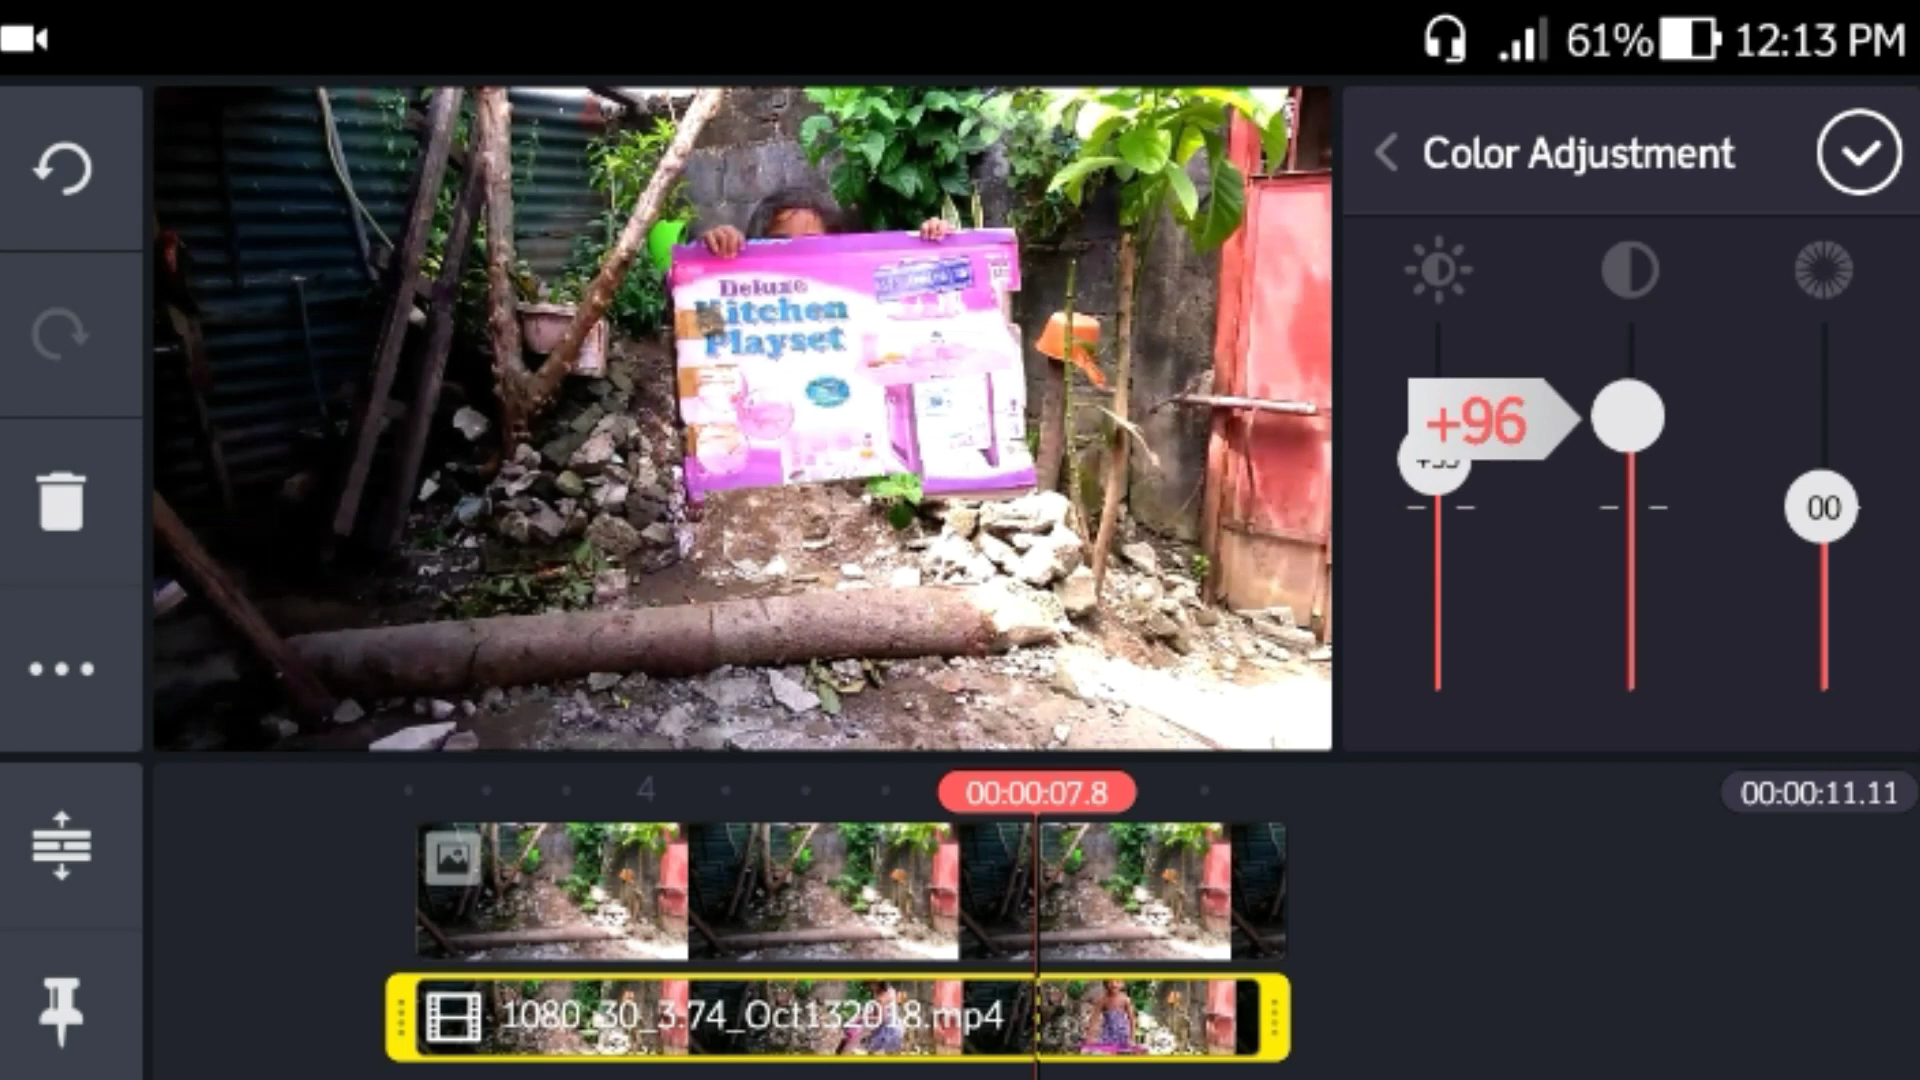 61% 12:13 PM
Color Adjustment
Deluxe
Kitchen
Playset
+96
00
4
00:00:07.8
00:00:11.11
1080_30_3.74_Oct132018.mp4